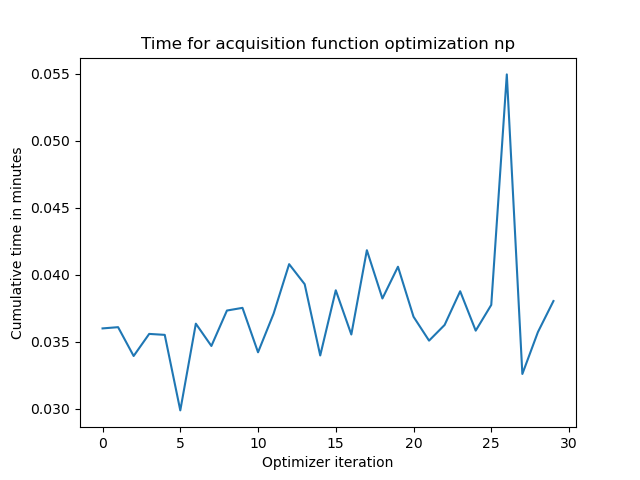 Time for acquisition function optimization np
Cumulative time in minutes
0.055
0.050
0.045
0.040
0.035
0.030
0 5 10 15 20 25 30
Optimizer iteration